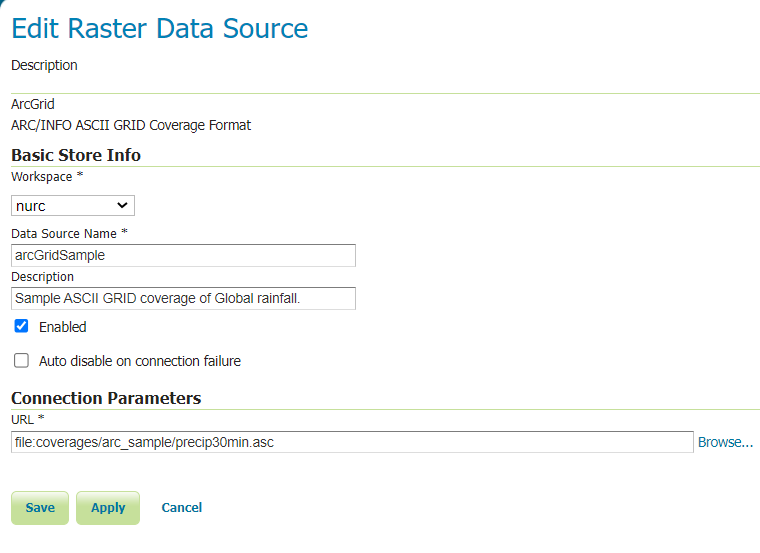 Edit Raster Data Source
Description
ArcGrid
ARC/INFO ASCII GRID Coverage Format
Basic Store Info
Workspace *
nurc
Data Source Name *
arcGridSample
Description
Sample ASCII GRID coverage of Global rainfall.
Enabled
Auto disable on connection failure
Connection Parameters
URL *
file:coverages/arc_sample/precip30min.asc Browse...
Save Apply Cancel